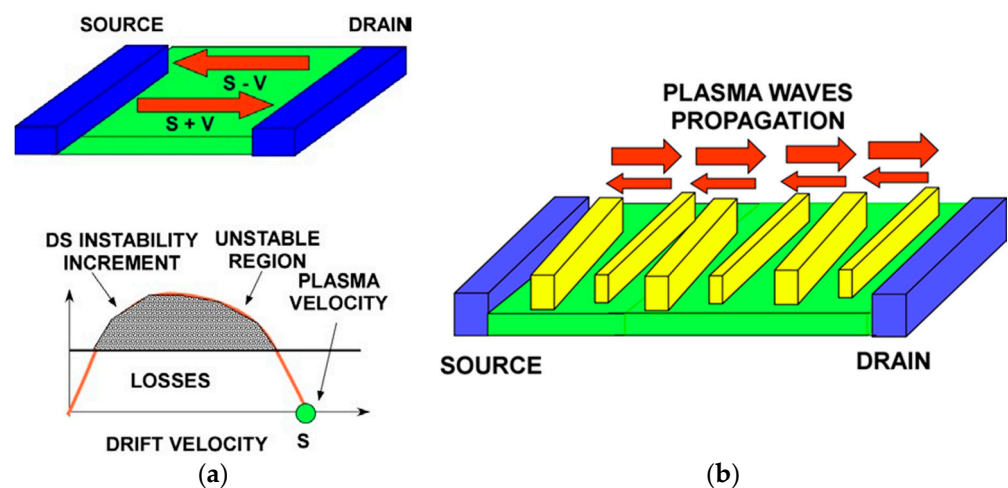 SOURCE
DRAIN
S - V
S + V
DS INSTABILITY
INCREMENT
UNSTABLE
REGION
PLASMA
VELOCITY
LOSSES
DRIFT VELOCITY
S
(a)
PLASMA WAVES
PROPAGATION
SOURCE
DRAIN
(b)